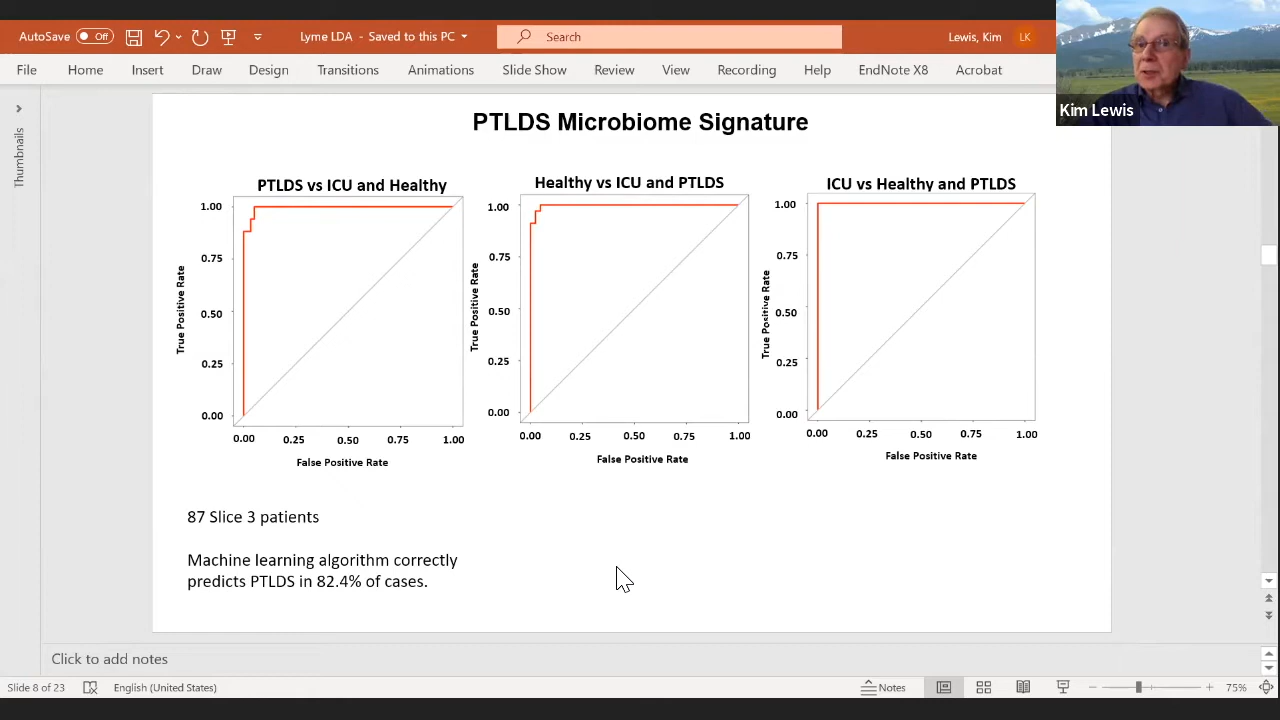 AutoSave Off Lyme LDA - Saved to this PC Search Lewis, Kim LK
File Home Insert Draw Design Transitions Animations Slide Show Review View Recording Help EndNote X8 Acrobat
Kim Lewis
Thumbnails
PTLDS Microbiome Signature
PTLDS vs ICU and Healthy
True Positive Rate
1.00
0.75
0.50
0.25
0.00
0.00 0.25 0.50 0.75 1.00
False Positive Rate
Healthy vs ICU and PTLDS
True Positive Rate
1.00
0.75
0.50
0.25
0.00
0.00 0.25 0.50 0.75 1.00
False Positive Rate
ICU vs Healthy and PTLDS
True Positive Rate
1.00
0.75
0.50
0.25
0.00
0.00 0.25 0.50 0.75 1.00
False Positive Rate
87 Slice 3 patients
Machine learning algorithm correctly
predicts PTLDS in 82.4% of cases.
Click to add notes
Slide 8 of 23 English (United States) Notes 75%